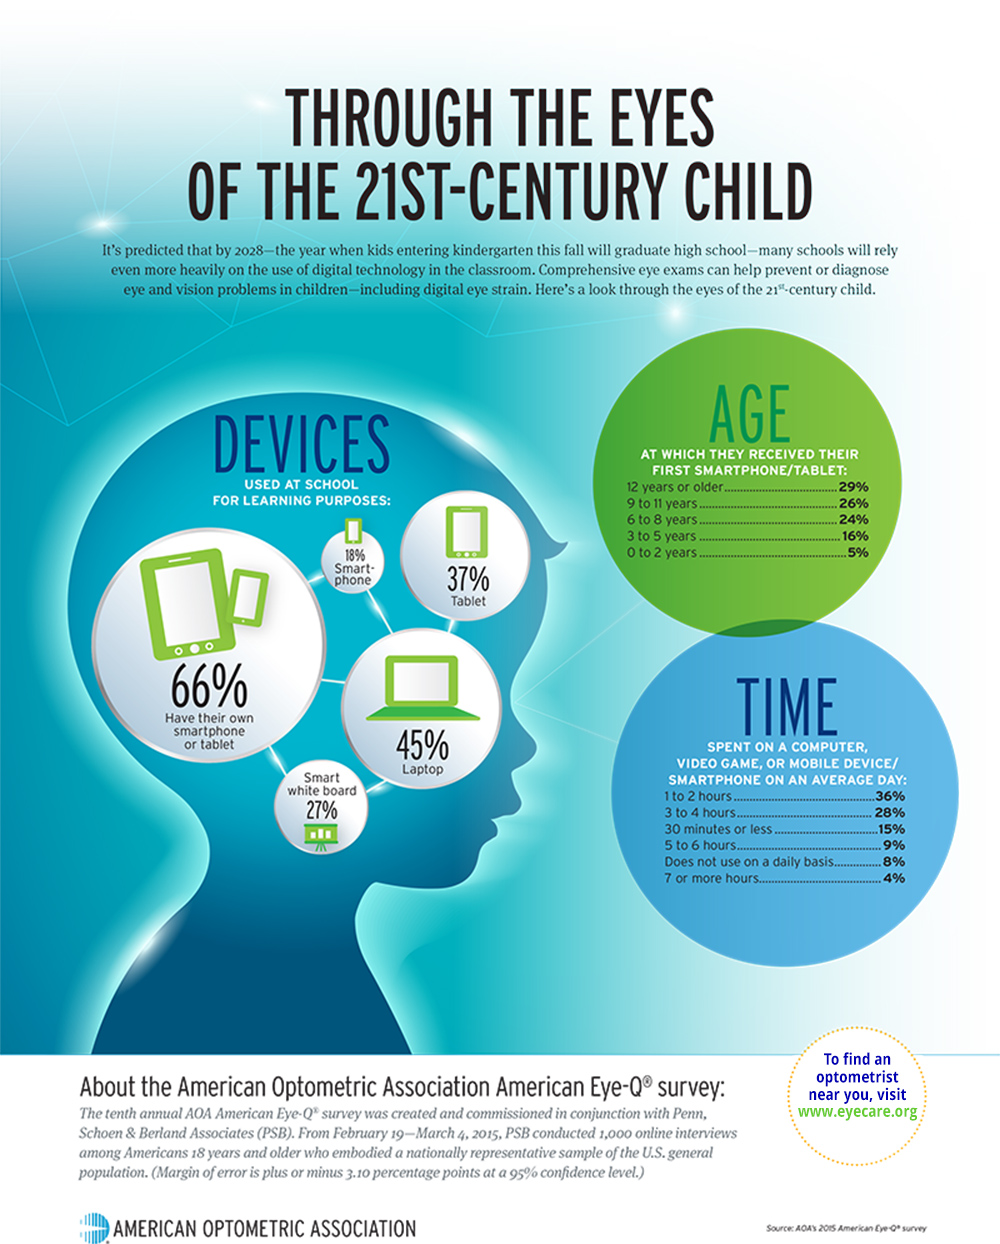 THROUGH THE EYES
OF THE 21ST-CENTURY CHILD
It's predicted that by 2028—the year when kids entering kindergarten this fall will graduate high school—many schools will rely
even more heavily on the use of digital technology in the classroom. Comprehensive eye exams can help prevent or diagnose
eye and vision problems in children—including digital eye strain. Here's a look through the eyes of the 21st-century child.
DEVICES
USED AT SCHOOL
FOR LEARNING PURPOSES:
18%
Smart-
phone
37%
Tablet
66%
Have their own
smartphone
or tablet
45%
Laptop
Smart
white board
27%
AGE
AT WHICH THEY RECEIVED THEIR
FIRST SMARTPHONE/TABLET:
12 years or older 29%
9 to 11 years 26%
6 to 8 years 24%
3 to 5 years 16%
0 to 2 years 5%
TIME
SPENT ON A COMPUTER,
VIDEO GAME, OR MOBILE DEVICE/
SMARTPHONE ON AN AVERAGE DAY:
1 to 2 hours 36%
3 to 4 hours 28%
30 minutes or less 15%
5 to 6 hours 9%
Does not use on a daily basis 8%
7 or more hours 4%
About the American Optometric Association American Eye-Q® survey:
The tenth annual AOA American Eye-Q® survey was created and commissioned in conjunction with Penn,
Schoen & Berland Associates (PSB). From February 19—March 4, 2015, PSB conducted 1,000 online interviews
among Americans 18 years and older who embodied a nationally representative sample of the U.S. general
population. (Margin of error is plus or minus 3.10 percentage points at a 95% confidence level.)
To find an
optometrist
near you, visit
www.eyecare.org
AMERICAN OPTOMETRIC ASSOCIATION
Source: AOA's 2015 American Eye-Q® survey